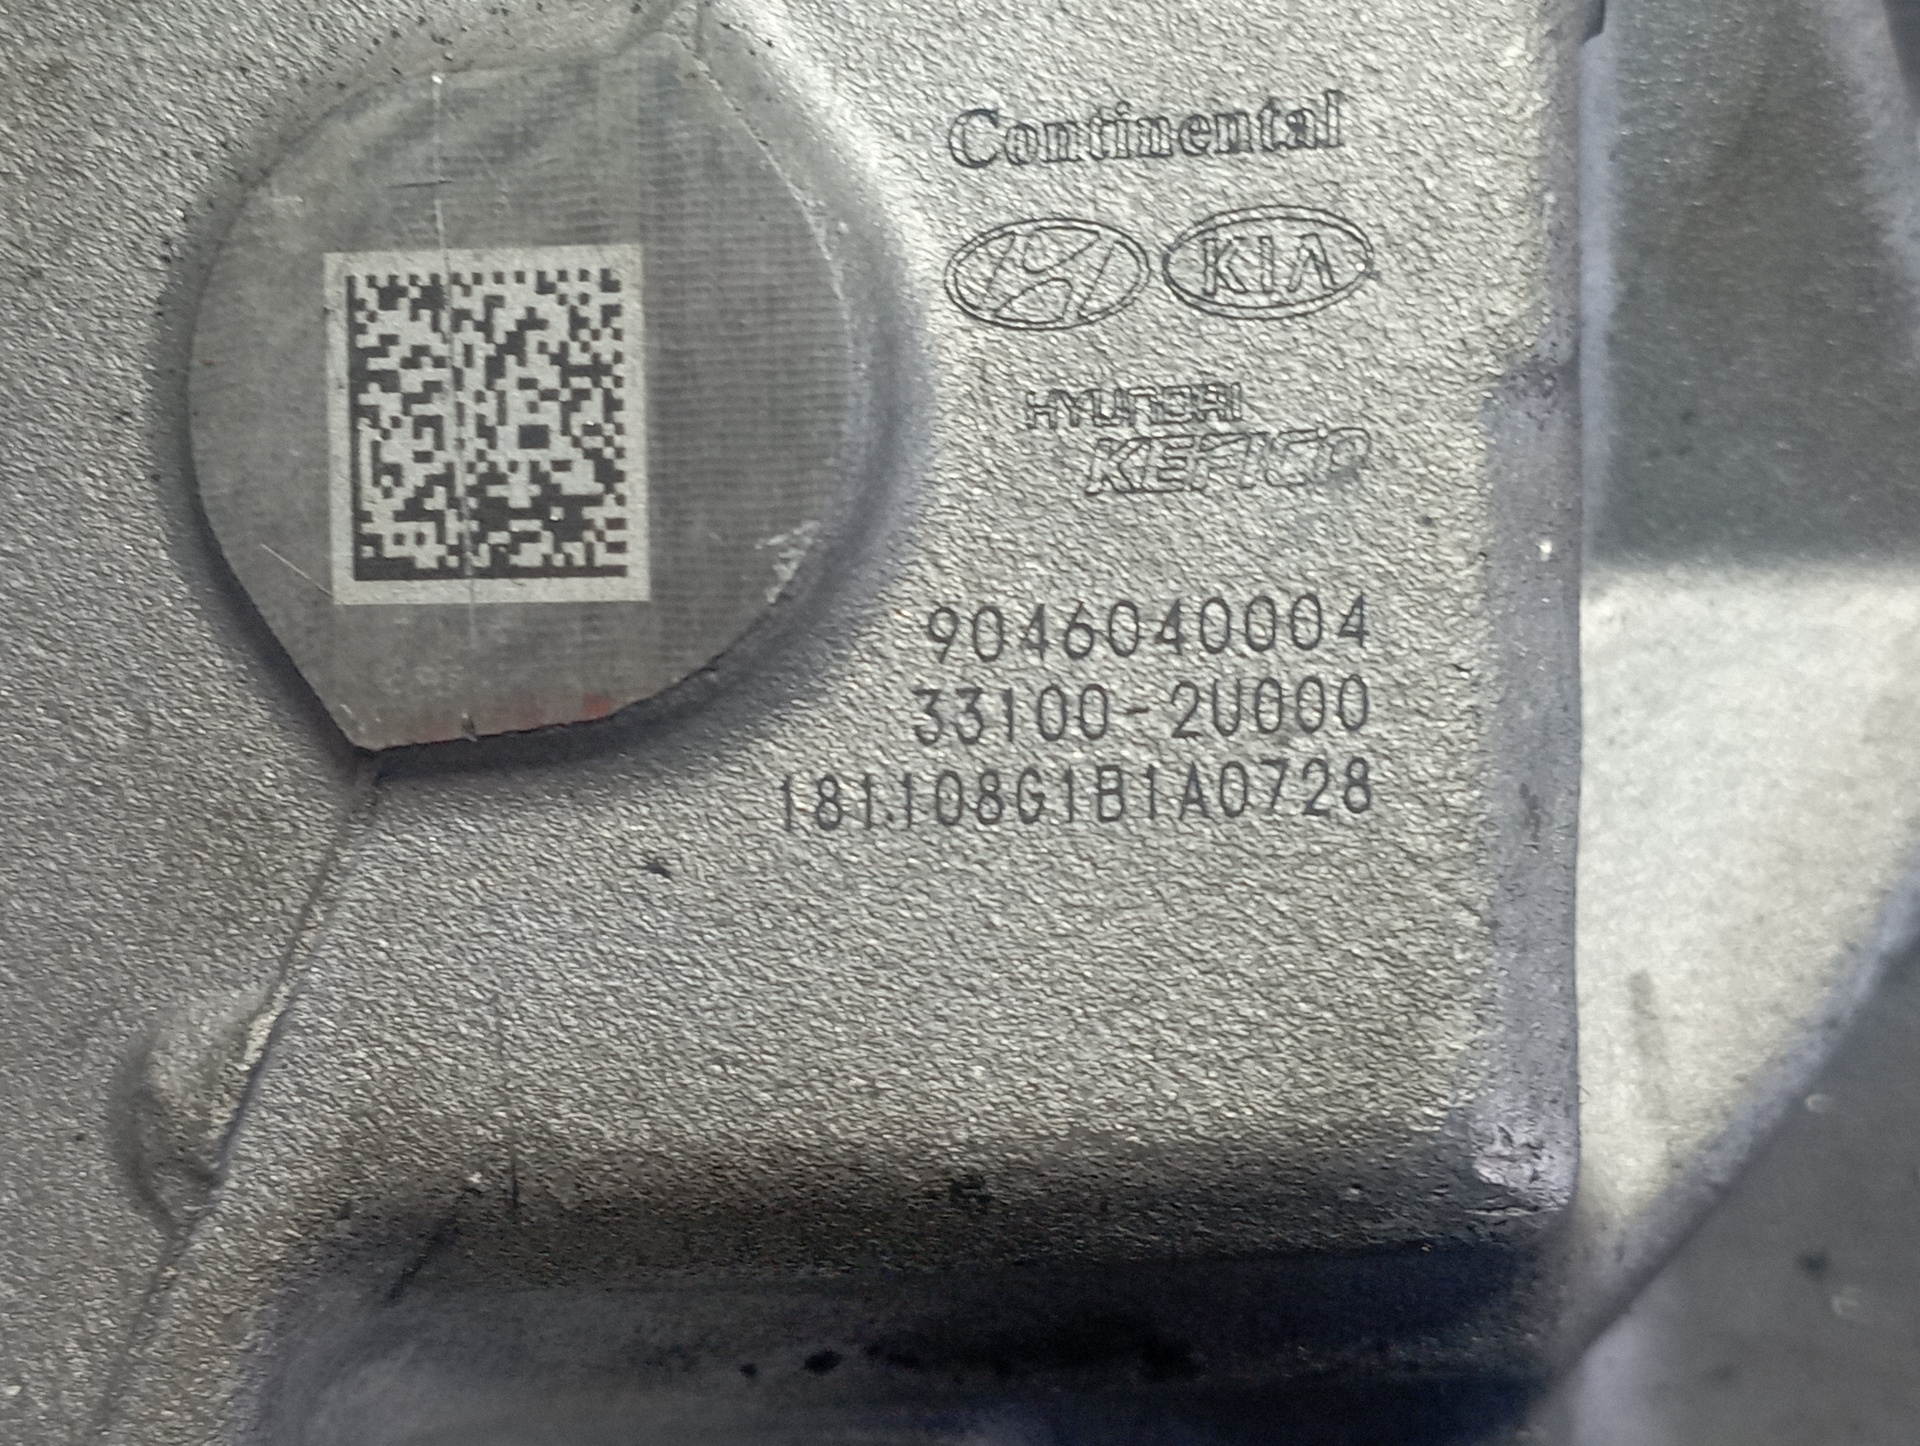 Continental
KIA
HYUNDAI
KEFICO
9046040004
33100-2U000
181108G1B1A0728